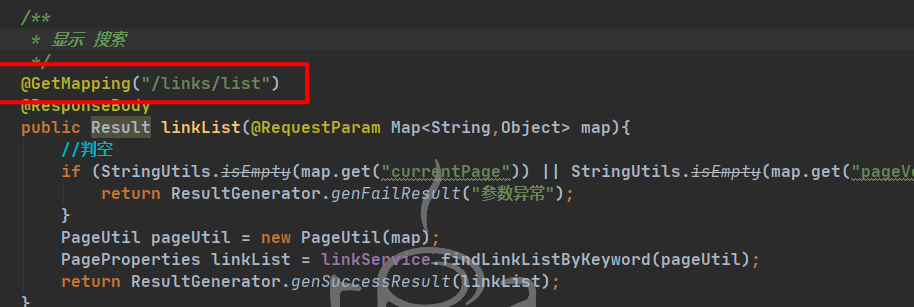 /**
* 显示 搜索
*/
@GetMapping("/links/list")
@ResponseBody
public Result linkList(@RequestParam Map<String,Object> map){
//判空
if (StringUtils.isEmpty(map.get("currentPage")) || StringUtils.isEmpty(map.get("pageV
return ResultGenerator.genFailResult("参数异常");
}
PageUtil pageUtil = new PageUtil(map);
PageProperties linkList = linkService.findLinkListByKeyword(pageUtil);
return ResultGenerator.genSuccessResult(linkList);
}